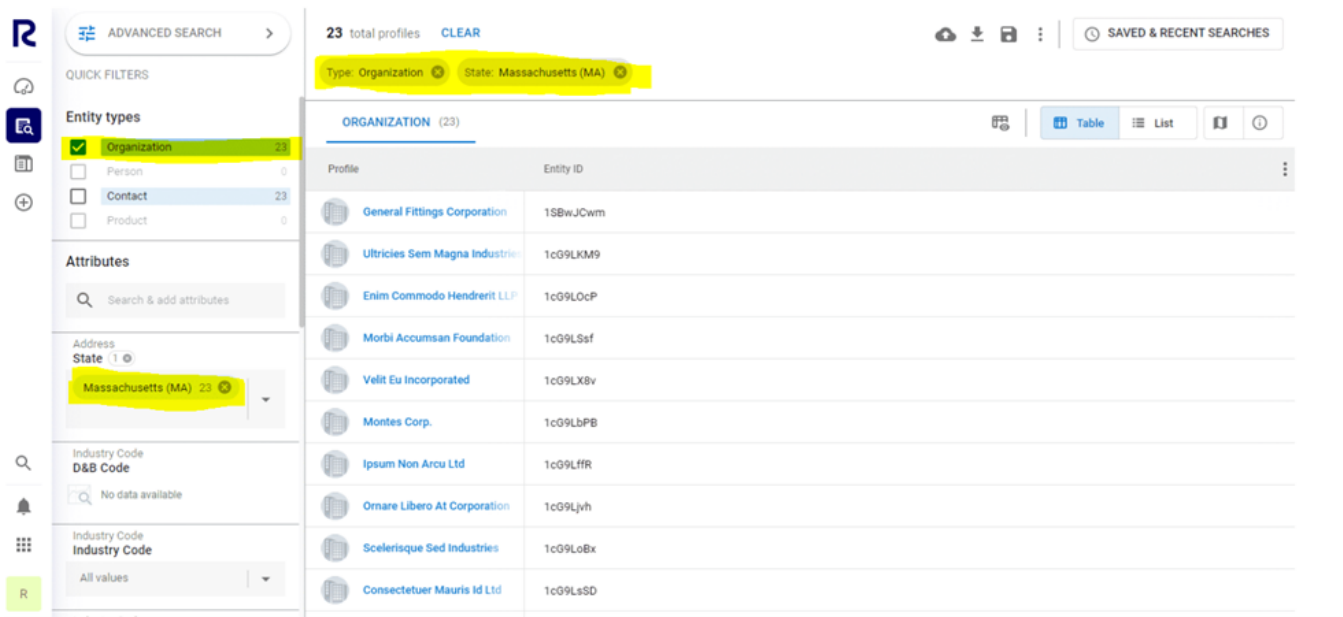 R
ADVANCED SEARCH
QUICK FILTERS
Entity types
Organization 23
Person 0
Contact 23
Product 0
Attributes
Search & add attributes
Address
State 1
Massachusetts (MA) 23
Industry Code
D&B Code
No data available
Industry Code
Industry Code
All values
R
23 total profiles CLEAR
SAVED & RECENT SEARCHES
Type: Organization State: Massachusetts (MA)
ORGANIZATION (23)
Table List
Profile Entity ID
General Fittings Corporation 1SBwJCwm
Ultricies Sem Magna Industries 1cG9LKM9
Enim Commodo Hendrerit LLP 1cG9LOcP
Morbi Accumsan Foundation 1cG9LSsf
Velit Eu Incorporated 1cG9LX8v
Montes Corp. 1cG9LbPB
Ipsum Non Arcu Ltd 1cG9LffR
Ornare Libero At Corporation 1cG9Ljvh
Scelerisque Sed Industries 1cG9LoBx
Consectetuer Mauris Id Ltd 1cG9LsSD